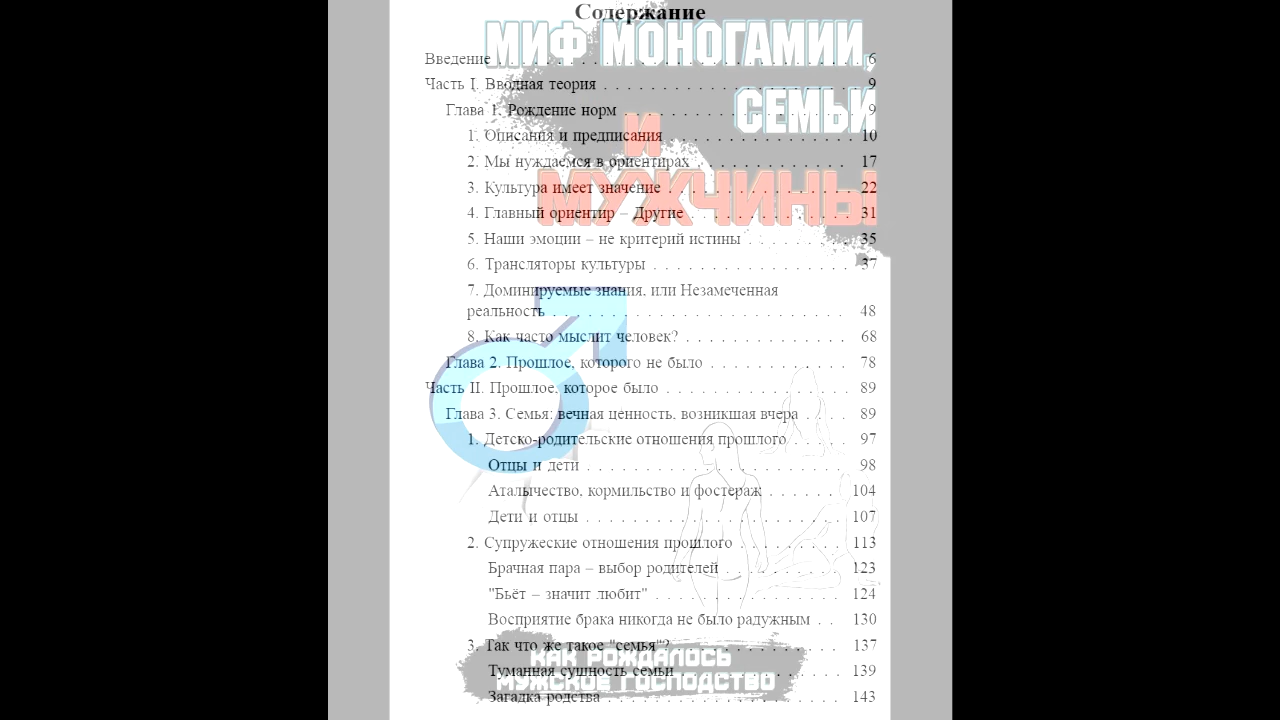 Содержание
МИФ МОНОГАМИИ,
Введение . . . . . . . . . . . . . . . . . . . . . . . . . . . . 6
Часть I. Вводная теория . . . . . . . . . . . . . . . . . . . . 9
СЕМЬИ
Глава 1. Рождение норм . . . . . . . . . . . . . . . . . . . 9
И
1. Описания и предписания . . . . . . . . . . . . . . . . 10
2. Мы нуждаемся в ориентирах . . . . . . . . . . . . . 17
МУЖЧИНЫ
3. Культура имеет значение . . . . . . . . . . . . . . . . 22
4. Главный ориентир – Другие . . . . . . . . . . . . . . 31
5. Наши эмоции – не критерий истины . . . . . . . . . 35
6. Трансляторы культуры . . . . . . . . . . . . . . . . . 37
7. Доминируемые знания, или Незамеченная
реальность . . . . . . . . . . . . . . . . . . . . . . . . . 48
8. Как часто мыслит человек? . . . . . . . . . . . . . . 68
Глава 2. Прошлое, которого не было . . . . . . . . . . . . 78
Часть II. Прошлое, которое было . . . . . . . . . . . . . . . . 89
Глава 3. Семья: вечная ценность, возникшая вчера . . . . 89
1. Детско-родительские отношения прошлого . . . . . 97
Отцы и дети . . . . . . . . . . . . . . . . . . . . . . 98
Аталычество, кормильство и фостераж . . . . . . 104
Дети и отцы . . . . . . . . . . . . . . . . . . . . . . 107
2. Супружеские отношения прошлого . . . . . . . . . 113
Брачная пара – выбор родителей . . . . . . . . . . 123
"Бьёт – значит любит" . . . . . . . . . . . . . . . . 124
Восприятие брака никогда не было радужным . . 130
3. Так что же такое "семья"? . . . . . . . . . . . . . . 137
КАК РОЖДАЛОСЬ
Туманная сущность семьи . . . . . . . . . . . . . . 139
МУЖСКОЕ ГОСПОДСТВО
Загадка родства . . . . . . . . . . . . . . . . . . . . 143